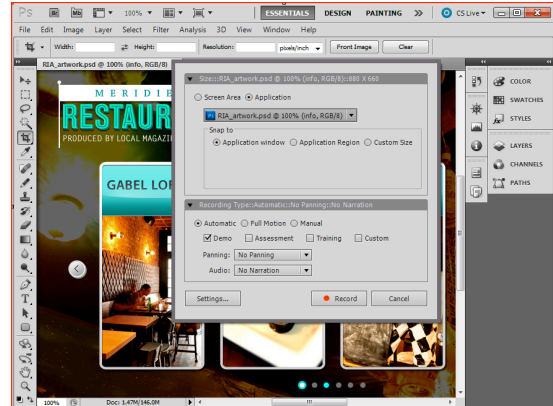 Ps Br Mb 100% ESSENTIALS DESIGN PAINTING >> CS Live
File Edit Image Layer Select Filter Analysis 3D View Window Help
Width: Height: Resolution: pixels/inch Front Image Clear
RIA_artwork.psd @ 100% (info, RGB/8)
MERIDIE
RESTAUR
PRODUCED BY LOCAL MAGAZI
GABEL LO
Size:::RIA_artwork.psd @ 100% (info, RGB/8)::880 X 660
Screen Area Application
Ps RIA_artwork.psd @ 100% (info, RGB/8)
Snap to
Application window Application Region Custom Size
Recording Type::Automatic::No Panning::No Narration
Automatic Full Motion Manual
Demo Assessment Training Custom
Panning: No Panning
Audio: No Narration
Settings... Record Cancel
COLOR
SWATCHES
STYLES
LAYERS
CHANNELS
PATHS
100% Doc: 1.47M/146.0M